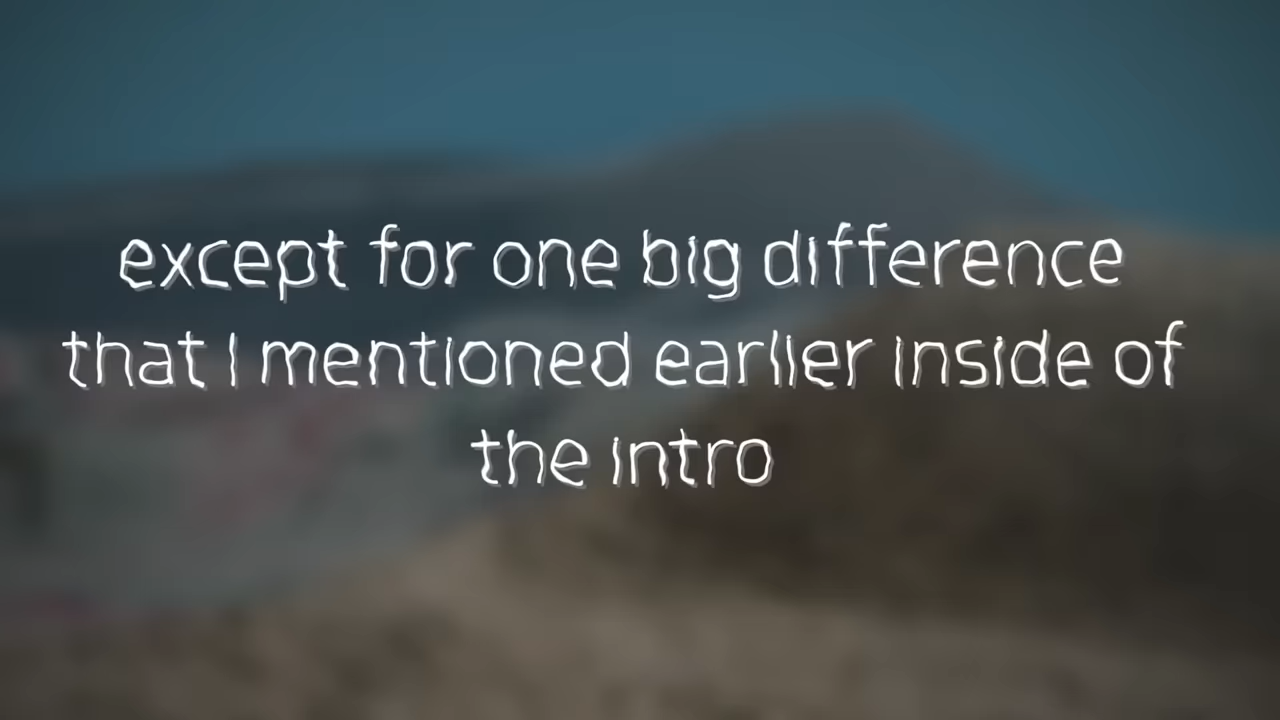 except for one big difference
that I mentioned earlier inside of
the intro